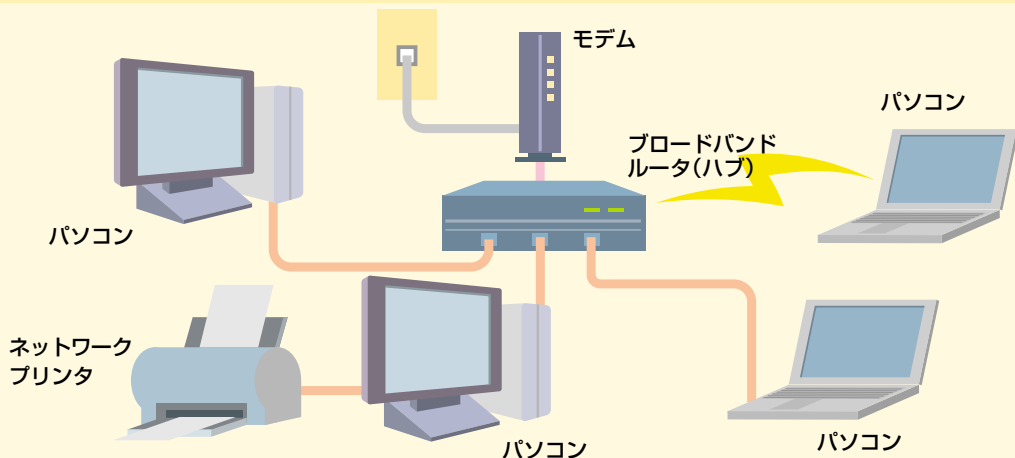 モデム
パソコン
ブロードバンド
ルータ(ハブ)
パソコン
ネットワーク
プリンタ
パソコン
パソコン